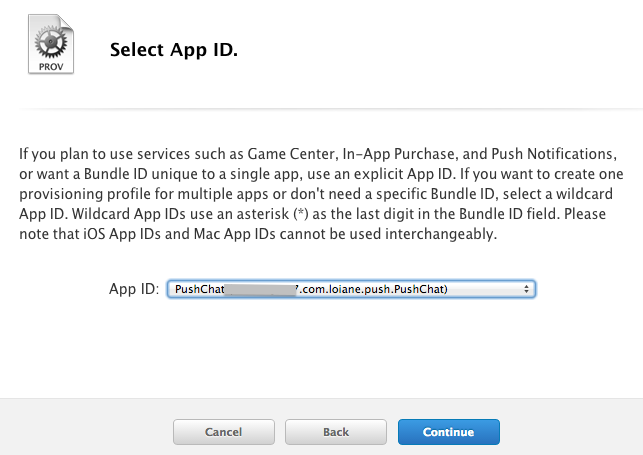 PROV
Select App ID.
If you plan to use services such as Game Center, In-App Purchase, and Push Notifications,
or want a Bundle ID unique to a single app, use an explicit App ID. If you want to create one
provisioning profile for multiple apps or don't need a specific Bundle ID, select a wildcard
App ID. Wildcard App IDs use an asterisk (*) as the last digit in the Bundle ID field. Please
note that iOS App IDs and Mac App IDs cannot be used interchangeably.
App ID: PushChat 7.com.loiane.push.PushChat)
Cancel Back Continue